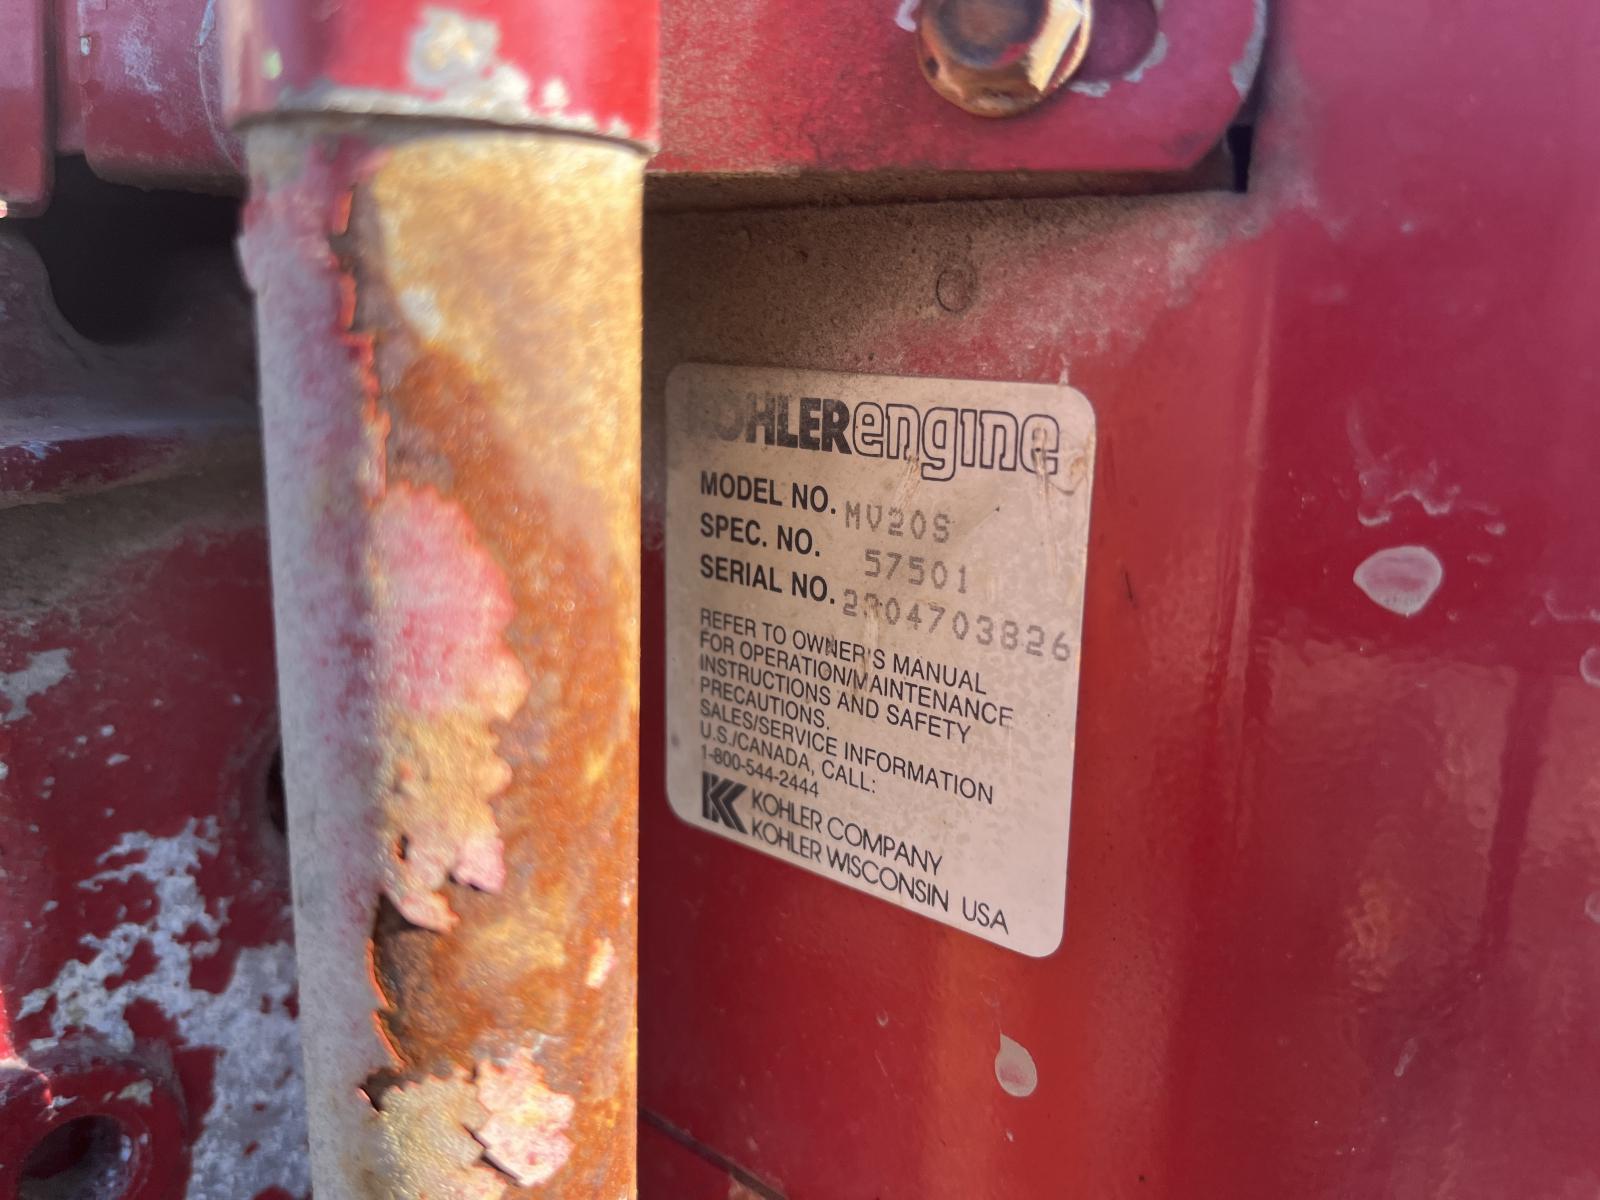 KOHLERengine
MODEL NO. MV20S
SPEC. NO. 57501
SERIAL NO. 2304703826
REFER TO OWNER'S MANUAL
FOR OPERATION/MAINTENANCE
INSTRUCTIONS AND SAFETY
PRECAUTIONS.
SALES/SERVICE INFORMATION
U.S./CANADA, CALL:
1-800-544-2444
KOHLER COMPANY
KOHLER WISCONSIN USA